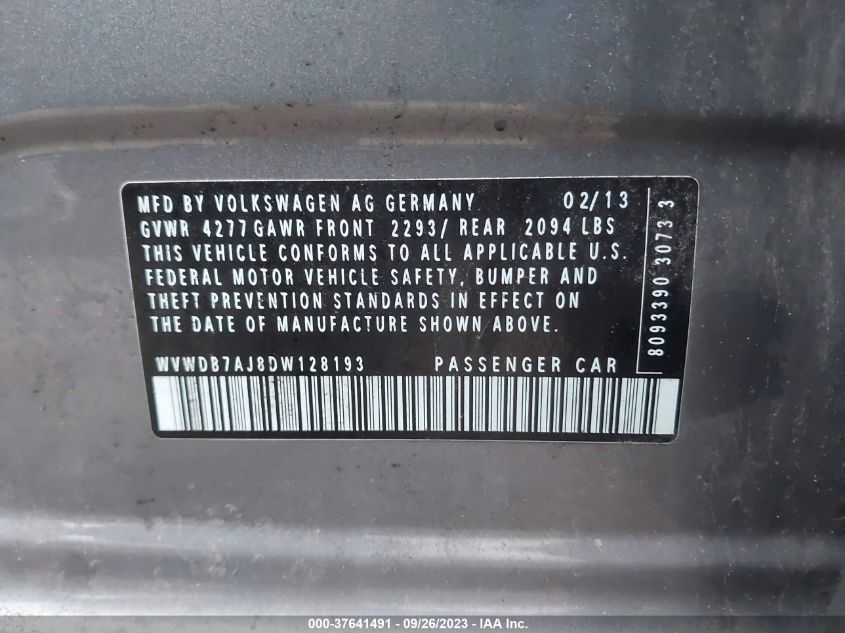 MFD BY VOLKSWAGEN AG GERMANY 02/13
GVWR 4277 GAWR FRONT 2293/ REAR 2094 LBS
THIS VEHICLE CONFORMS TO ALL APPLICABLE U.S.
FEDERAL MOTOR VEHICLE SAFETY, BUMPER AND
THEFT PREVENTION STANDARDS IN EFFECT ON
THE DATE OF MANUFACTURE SHOWN ABOVE.
WVWDB7AJ8DW128193 PASSENGER CAR
8093390 3073 3
000-37641491 - 09/26/2023 - IAA Inc.